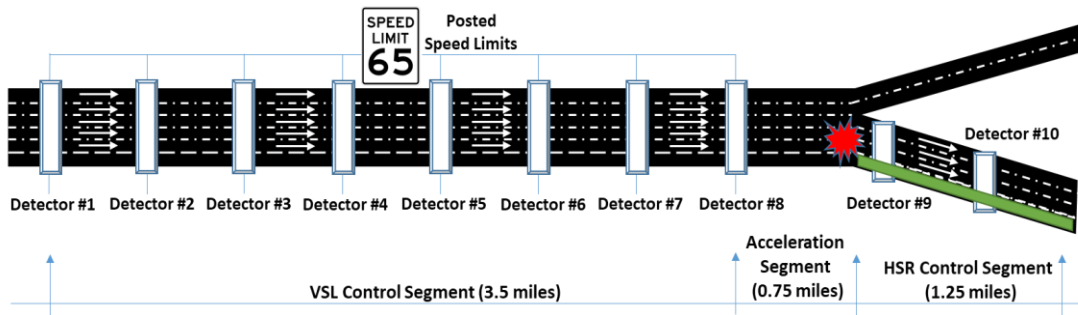 SPEED
LIMIT
65
Posted
Speed Limits
Detector #10
Detector #1
Detector #2
Detector #3
Detector #4
Detector #5
Detector #6
Detector #7
Detector #8
Detector #9
Acceleration
Segment
(0.75 miles)
HSR Control Segment
(1.25 miles)
VSL Control Segment (3.5 miles)